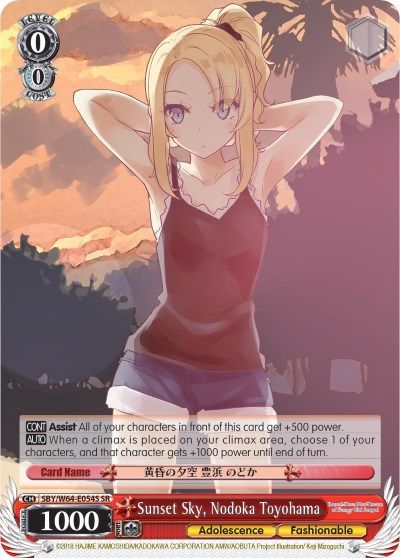 LEVEL
0
0
COST
CONT Assist All of your characters in front of this card get +500 power.
AUTO When a climax is placed on your climax area, choose 1 of your
characters, and that character gets +1000 power until end of turn.
Card Name 黄昏の夕空 豊浜 のどか
CH SBY/W64-E054S SR
POWER 1000
Sunset Sky, Nodoka Toyohama
Adolescence Fashionable
©2018 HAJIME KAMOSHIDA/KADOKAWA CORPORATION AMW/AOBUTA Project Illustration/ Keji Mizoguchi